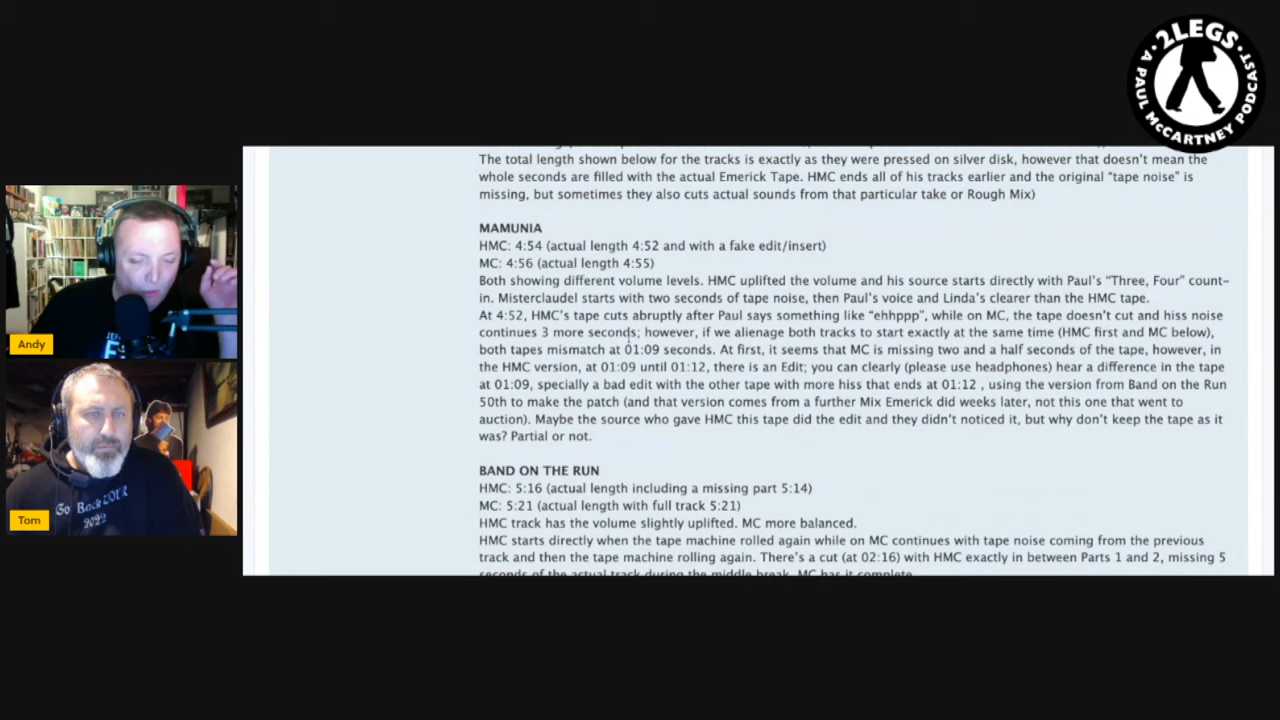 2LEGS
A PAUL McCARTNEY PODCAST
The total length shown below for the tracks is exactly as they were pressed on silver disk, however that doesn't mean the
whole seconds are filled with the actual Emerick Tape. HMC ends all of his tracks earlier and the original "tape noise" is
missing, but sometimes they also cuts actual sounds from that particular take or Rough Mix)
MAMUNIA
HMC: 4:54 (actual length 4:52 and with a fake edit/insert)
MC: 4:56 (actual length 4:55)
Both showing different volume levels. HMC uplifted the volume and his source starts directly with Paul's "Three, Four" count-
in. Misterclaudel starts with two seconds of tape noise, then Paul's voice and Linda's clearer than the HMC tape.
At 4:52, HMC's tape cuts abruptly after Paul says something like "ehhppp", while on MC, the tape doesn't cut and hiss noise
continues 3 more seconds; however, if we alienage both tracks to start exactly at the same time (HMC first and MC below),
both tapes mismatch at 01:09 seconds. At first, it seems that MC is missing two and a half seconds of the tape, however, in
the HMC version, at 01:09 until 01:12, there is an Edit; you can clearly (please use headphones) hear a difference in the tape
at 01:09, specially a bad edit with the other tape with more hiss that ends at 01:12 , using the version from Band on the Run
50th to make the patch (and that version comes from a further Mix Emerick did weeks later, not this one that went to
auction). Maybe the source who gave HMC this tape did the edit and they didn't noticed it, but why don't keep the tape as it
was? Partial or not.
BAND ON THE RUN
HMC: 5:16 (actual length including a missing part 5:14)
MC: 5:21 (actual length with full track 5:21)
HMC track has the volume slightly uplifted. MC more balanced.
HMC starts directly when the tape machine rolled again while on MC continues with tape noise coming from the previous
track and then the tape machine rolling again. There's a cut (at 02:16) with HMC exactly in between Parts 1 and 2, missing 5
seconds of the actual track during the middle break. MC has it complete.
Andy
Go Back TOUR
2022
Tom